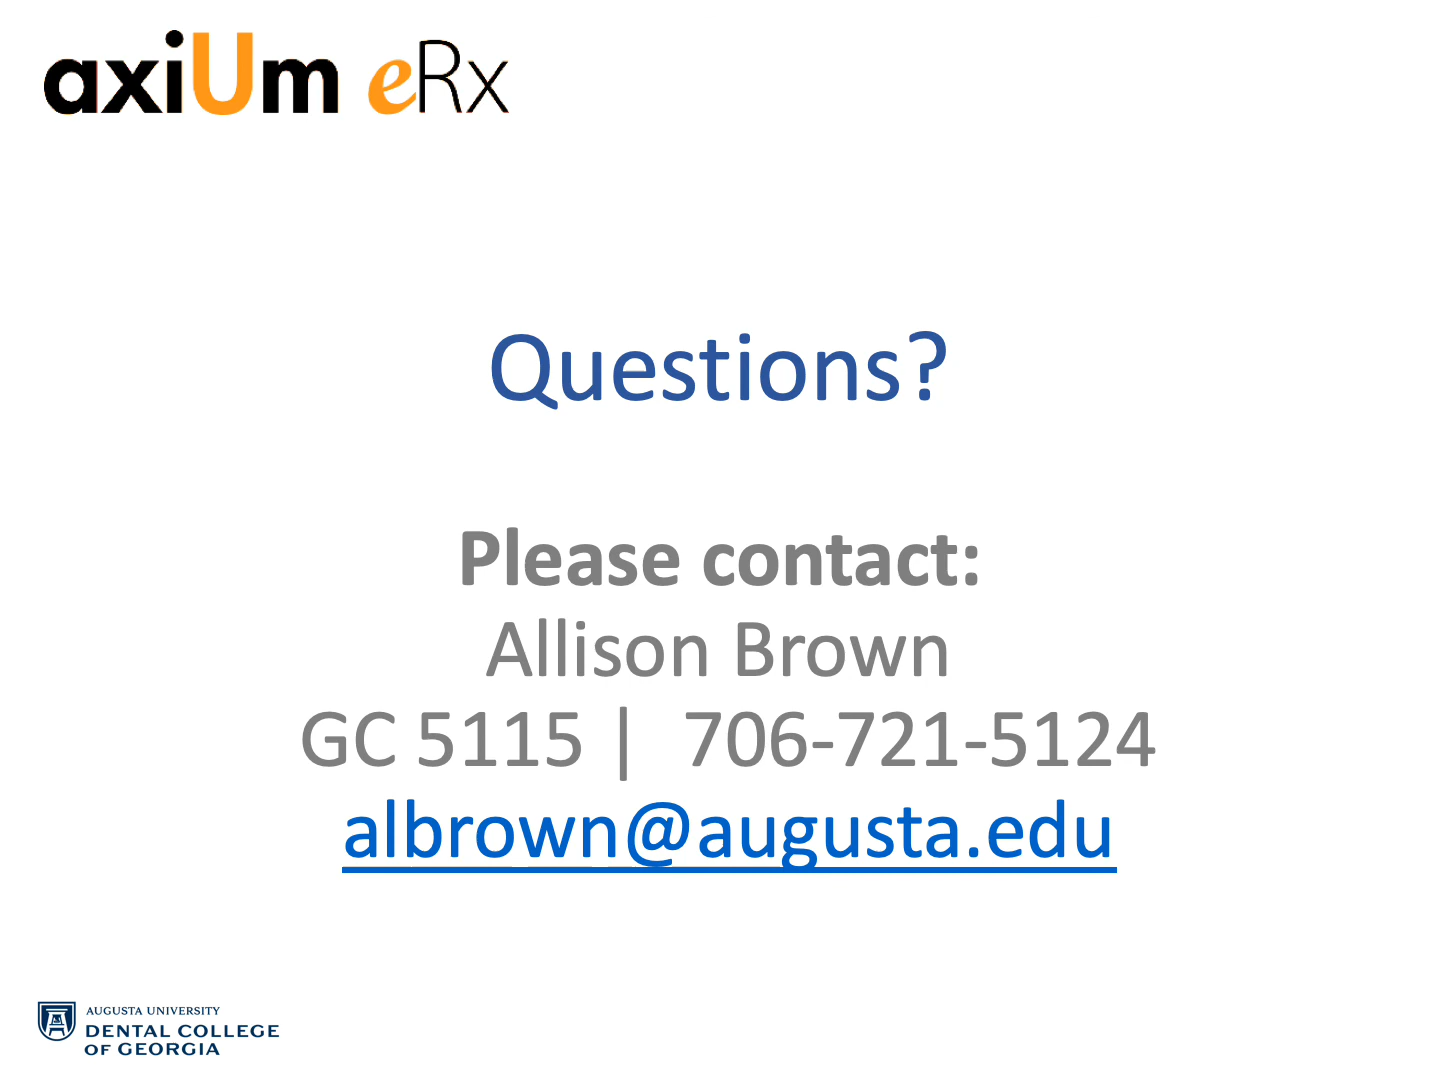 axiUm eRx
Questions?
Please contact:
Allison Brown
GC 5115 | 706-721-5124
albrown@augusta.edu
AUGUSTA UNIVERSITY
DENTAL COLLEGE
OF GEORGIA